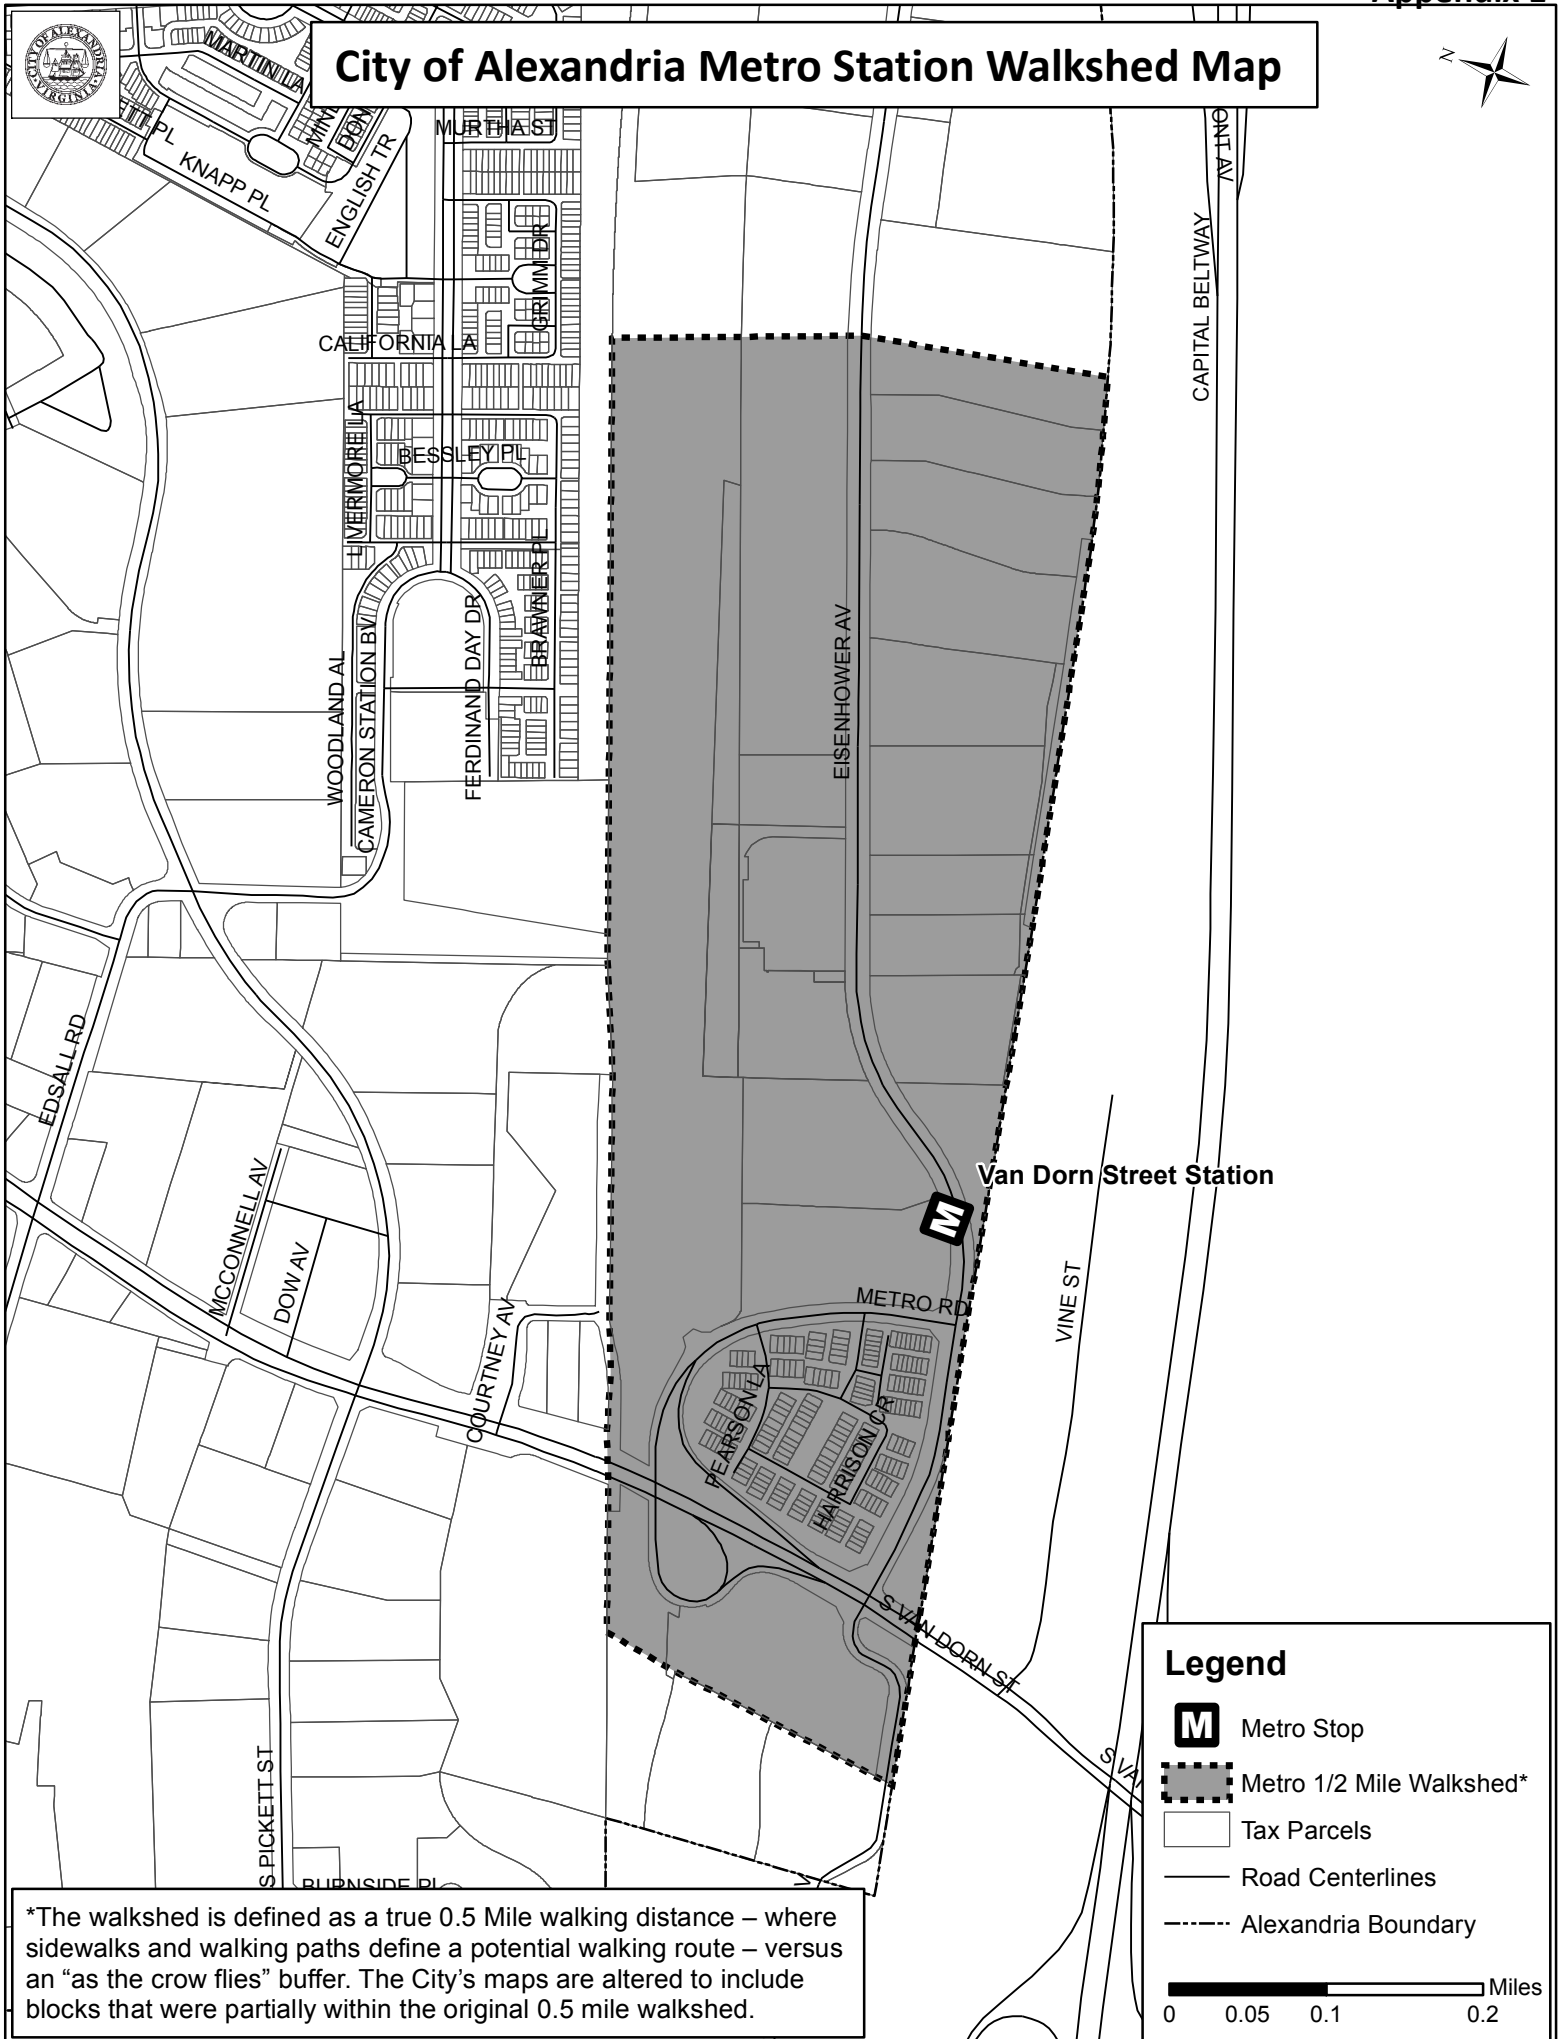 City of Alexandria Metro Station Walkshed Map
CITY OF ALEXANDRIA
VIRGINIA
N
MARTIN LA
KNAPP PL
ENGLISH TR
MURTHA ST
GRIMM DR
CALIFORNIA LA
LIVERMORE LA
BESSLEY PL
BRAWNER PL
WOODLAND AL
CAMERON STATION BV
FERDINAND DAY DR
EISENHOWER AV
CAPITAL BELTWAY
EDSALL RD
MCCONNELL AV
DOW AV
COURTNEY AV
Van Dorn Street Station
M
METRO RD
VINE ST
PEARSON LA
HARRISON CR
S VAN DORN ST
S PICKETT ST
BURNSIDE PL
Legend
M Metro Stop
Metro 1/2 Mile Walkshed*
Tax Parcels
Road Centerlines
Alexandria Boundary
Miles
0 0.05 0.1 0.2
*The walkshed is defined as a true 0.5 Mile walking distance – where
sidewalks and walking paths define a potential walking route – versus
an “as the crow flies” buffer. The City’s maps are altered to include
blocks that were partially within the original 0.5 mile walkshed.